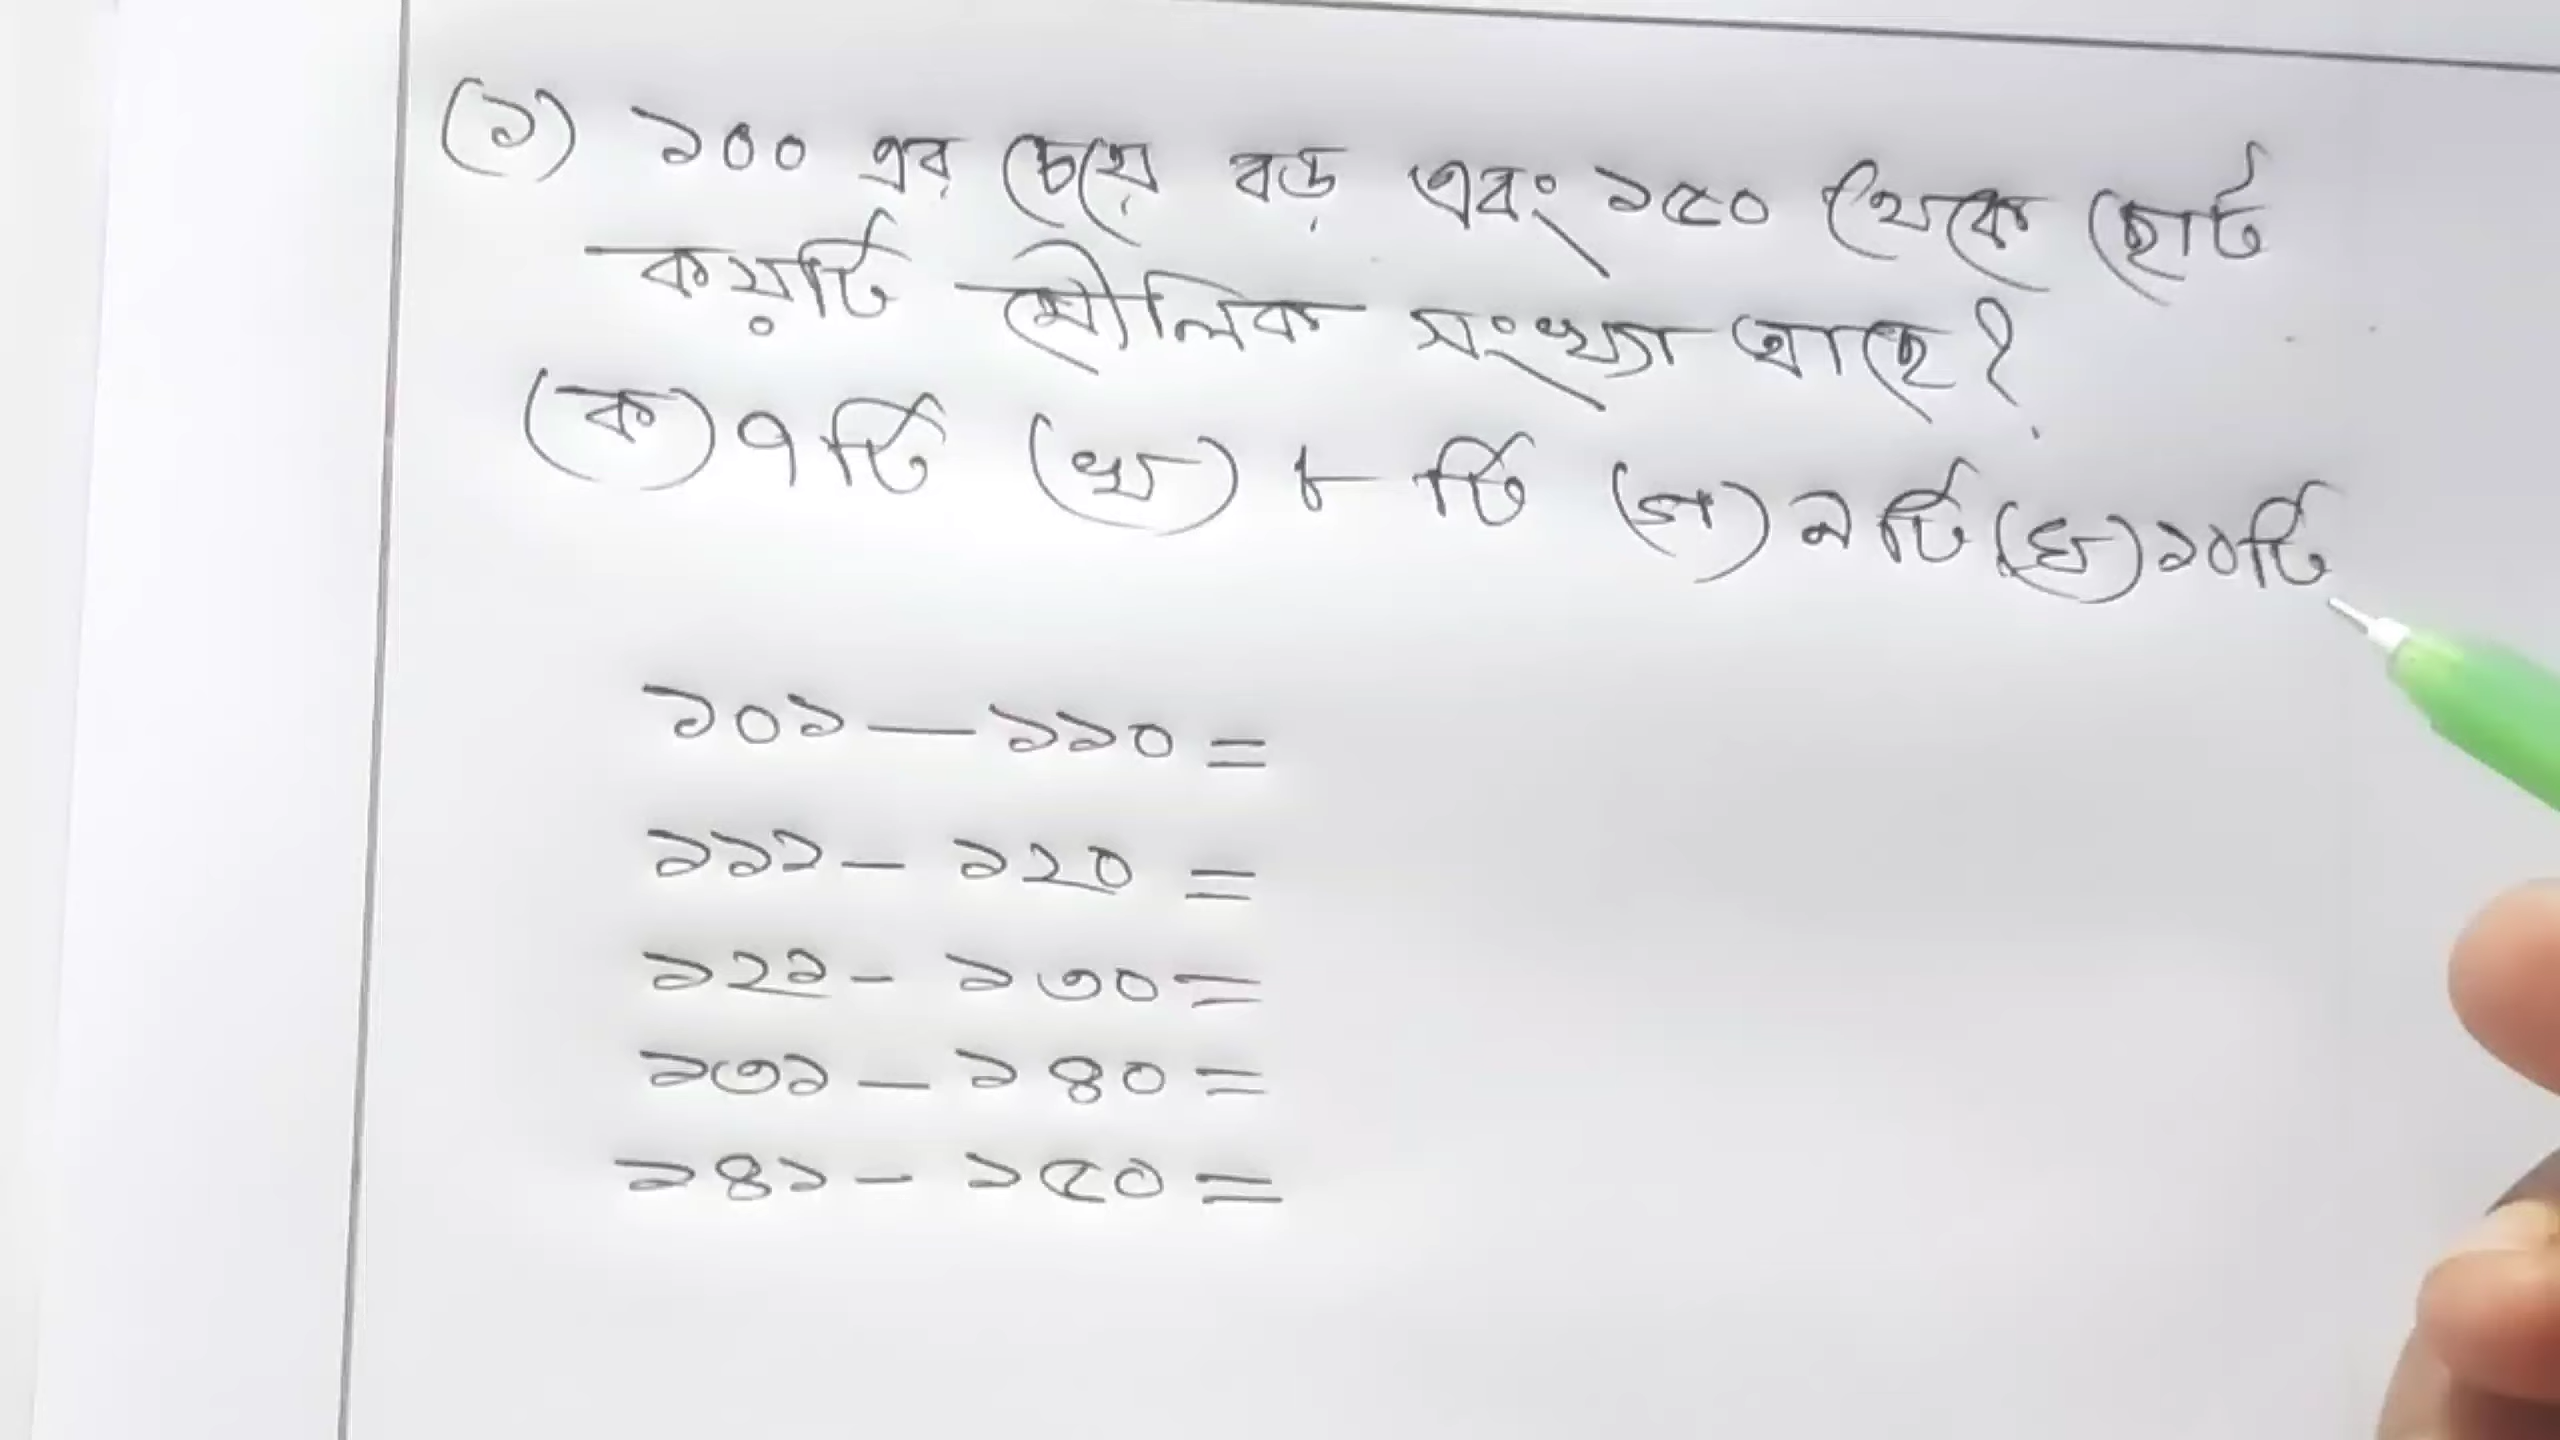 (১) ১০০ এর চেয়ে বড় এবং ১৫০ থেকে ছোট
কয়টি মৌলিক সংখ্যা আছে?
(ক) ৭টি (খ) ৮টি (গ) ৯টি (ঘ) ১০টি
১০১ — ১১০ =
১১১ - ১২০ =
১২১ - ১৩০ =
১৩১ — ১৪০ =
১৪১ - ১৫০ =